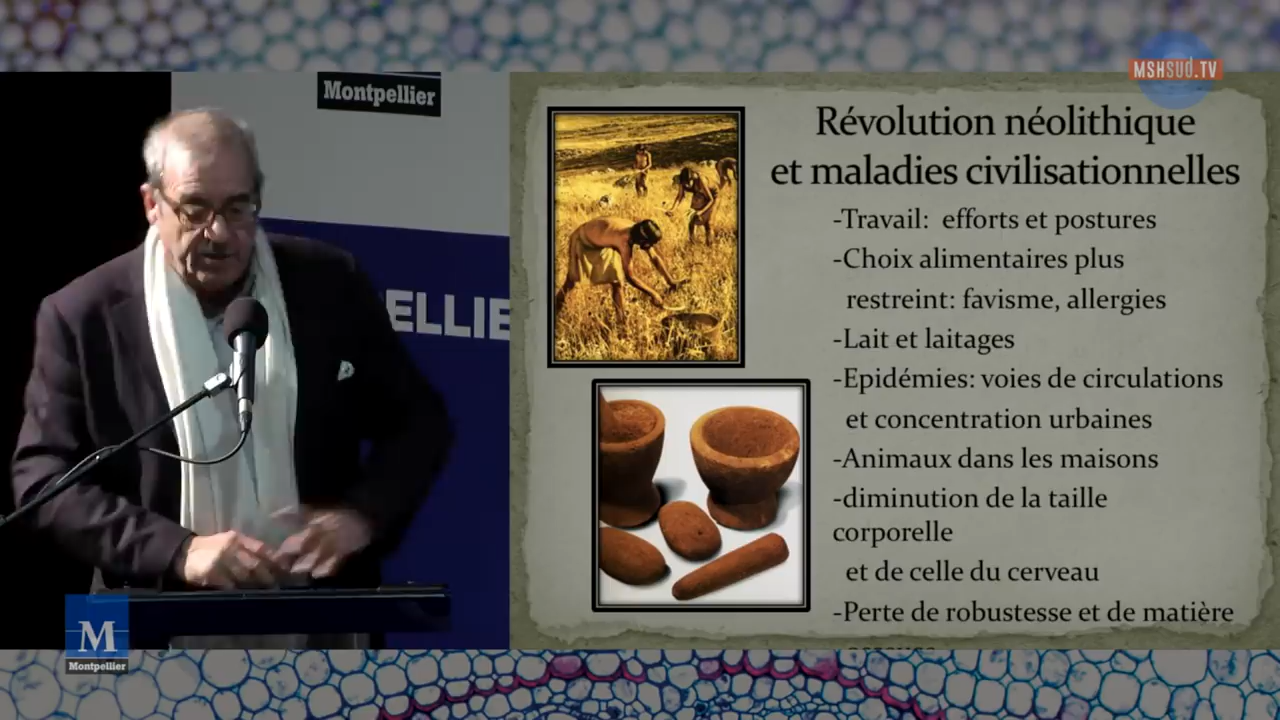 Montpellier
MSHSUD.TV
ELLIE
Révolution néolithique
et maladies civilisationnelles
-Travail: efforts et postures
-Choix alimentaires plus
restreint: favisme, allergies
-Lait et laitages
-Epidémies: voies de circulations
et concentration urbaines
-Animaux dans les maisons
-diminution de la taille
corporelle
et de celle du cerveau
-Perte de robustesse et de matière
M
Montpellier